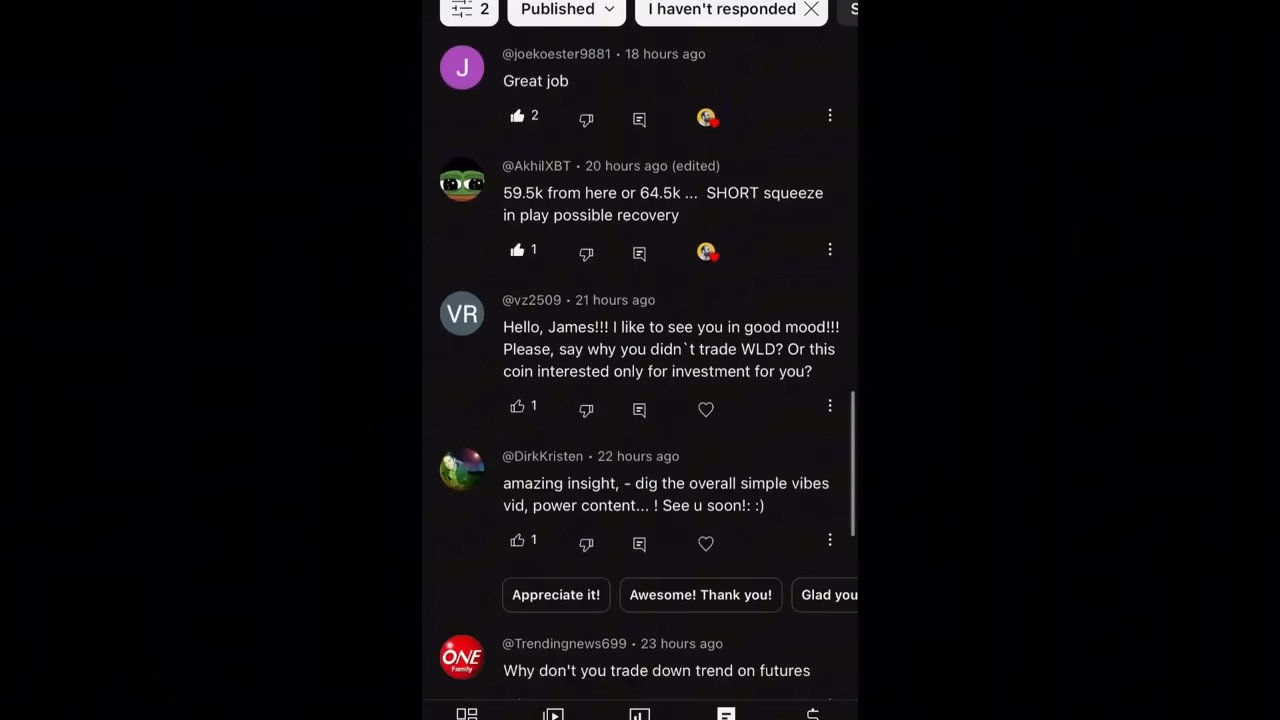 2 Published I haven't responded S
@joekoester9881 • 18 hours ago
J
Great job
2
@AkhilXBT • 20 hours ago (edited)
59.5k from here or 64.5k ... SHORT squeeze
in play possible recovery
1
@vz2509 • 21 hours ago
VR
Hello, James!!! I like to see you in good mood!!!
Please, say why you didn`t trade WLD? Or this
coin interested only for investment for you?
1
@DirkKristen • 22 hours ago
amazing insight, - dig the overall simple vibes
vid, power content... ! See u soon!: :)
1
Appreciate it! Awesome! Thank you! Glad you
@Trendingnews699 • 23 hours ago
ONE
Family
Why don't you trade down trend on futures